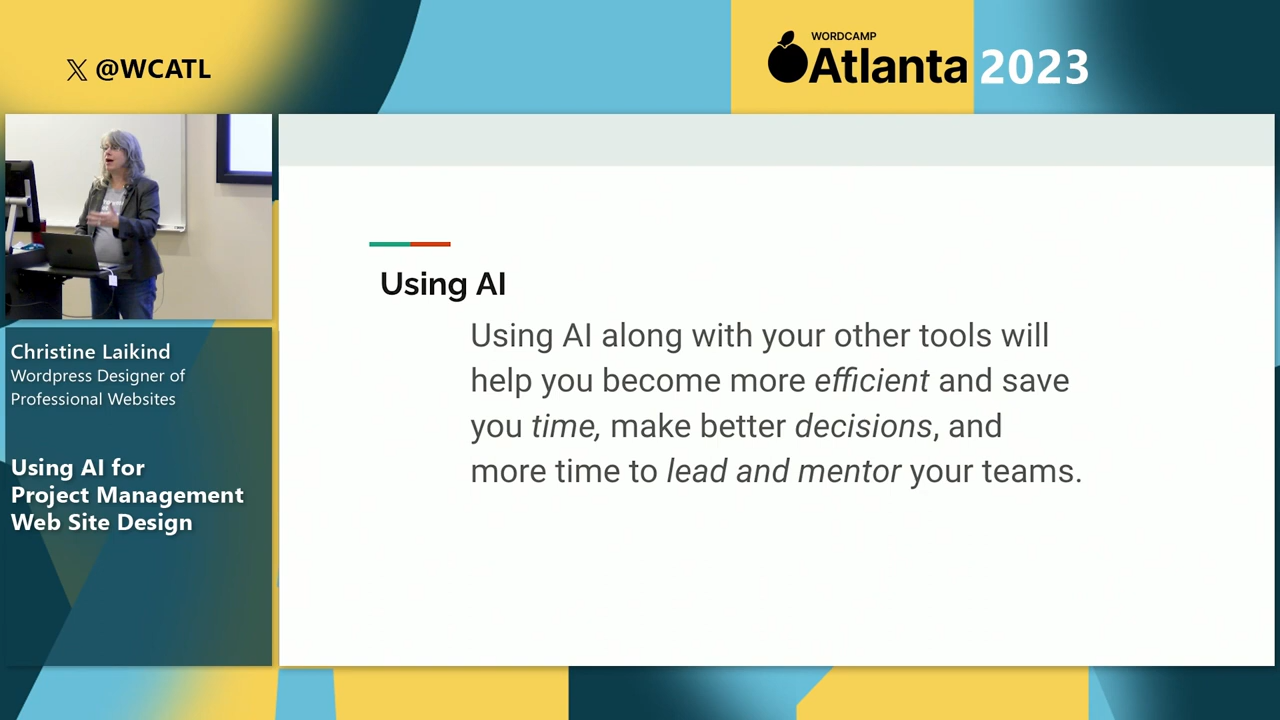 𝕏 @WCATL
WORDCAMP
Atlanta 2023
Christine Laikind
Wordpress Designer of
Professional Websites
Using AI for
Project Management
Web Site Design
Using AI
Using AI along with your other tools will
help you become more efficient and save
you time, make better decisions, and
more time to lead and mentor your teams.